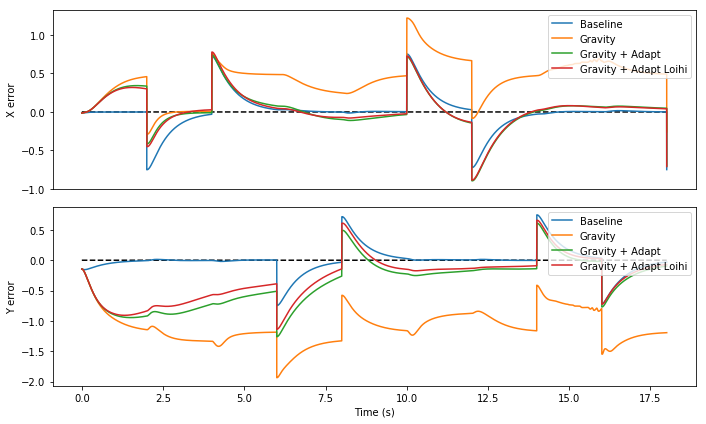 1.0
0.5
0.0
−0.5
−1.0
X error
Baseline
Gravity
Gravity + Adapt
Gravity + Adapt Loihi
0.5
0.0
−0.5
−1.0
−1.5
−2.0
Y error
Baseline
Gravity
Gravity + Adapt
Gravity + Adapt Loihi
0.0 2.5 5.0 7.5 10.0 12.5 15.0 17.5
Time (s)